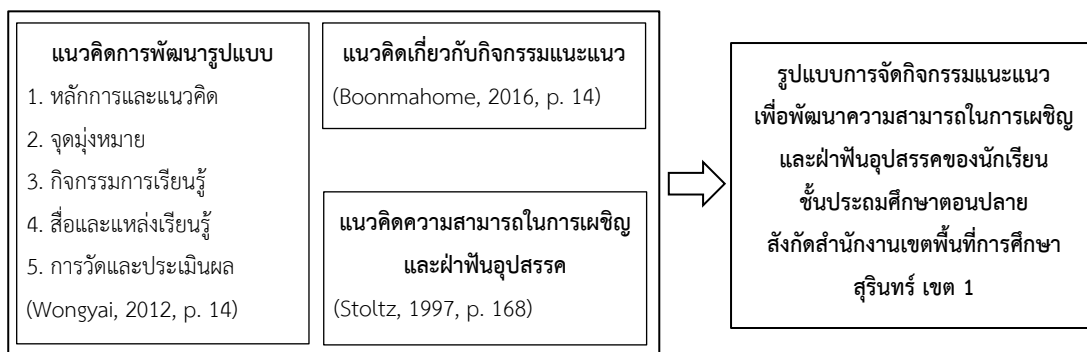 แนวคิดการพัฒนารูปแบบ
1. หลักการและแนวคิด
2. จุดมุ่งหมาย
3. กิจกรรมการเรียนรู้
4. สื่อและแหล่งเรียนรู้
5. การวัดและประเมินผล
(Wongyai, 2012, p. 14)
แนวคิดเกี่ยวกับกิจกรรมแนะแนว
(Boonmahome, 2016, p. 14)
แนวคิดความสามารถในการเผชิญ
และฝ่าฟันอุปสรรค
(Stoltz, 1997, p. 168)
รูปแบบการจัดกิจกรรมแนะแนว
เพื่อพัฒนาความสามารถในการเผชิญ
และฝ่าฟันอุปสรรคของนักเรียน
ชั้นประถมศึกษาตอนปลาย
สังกัดสำนักงานเขตพื้นที่การศึกษา
สุรินทร์ เขต 1